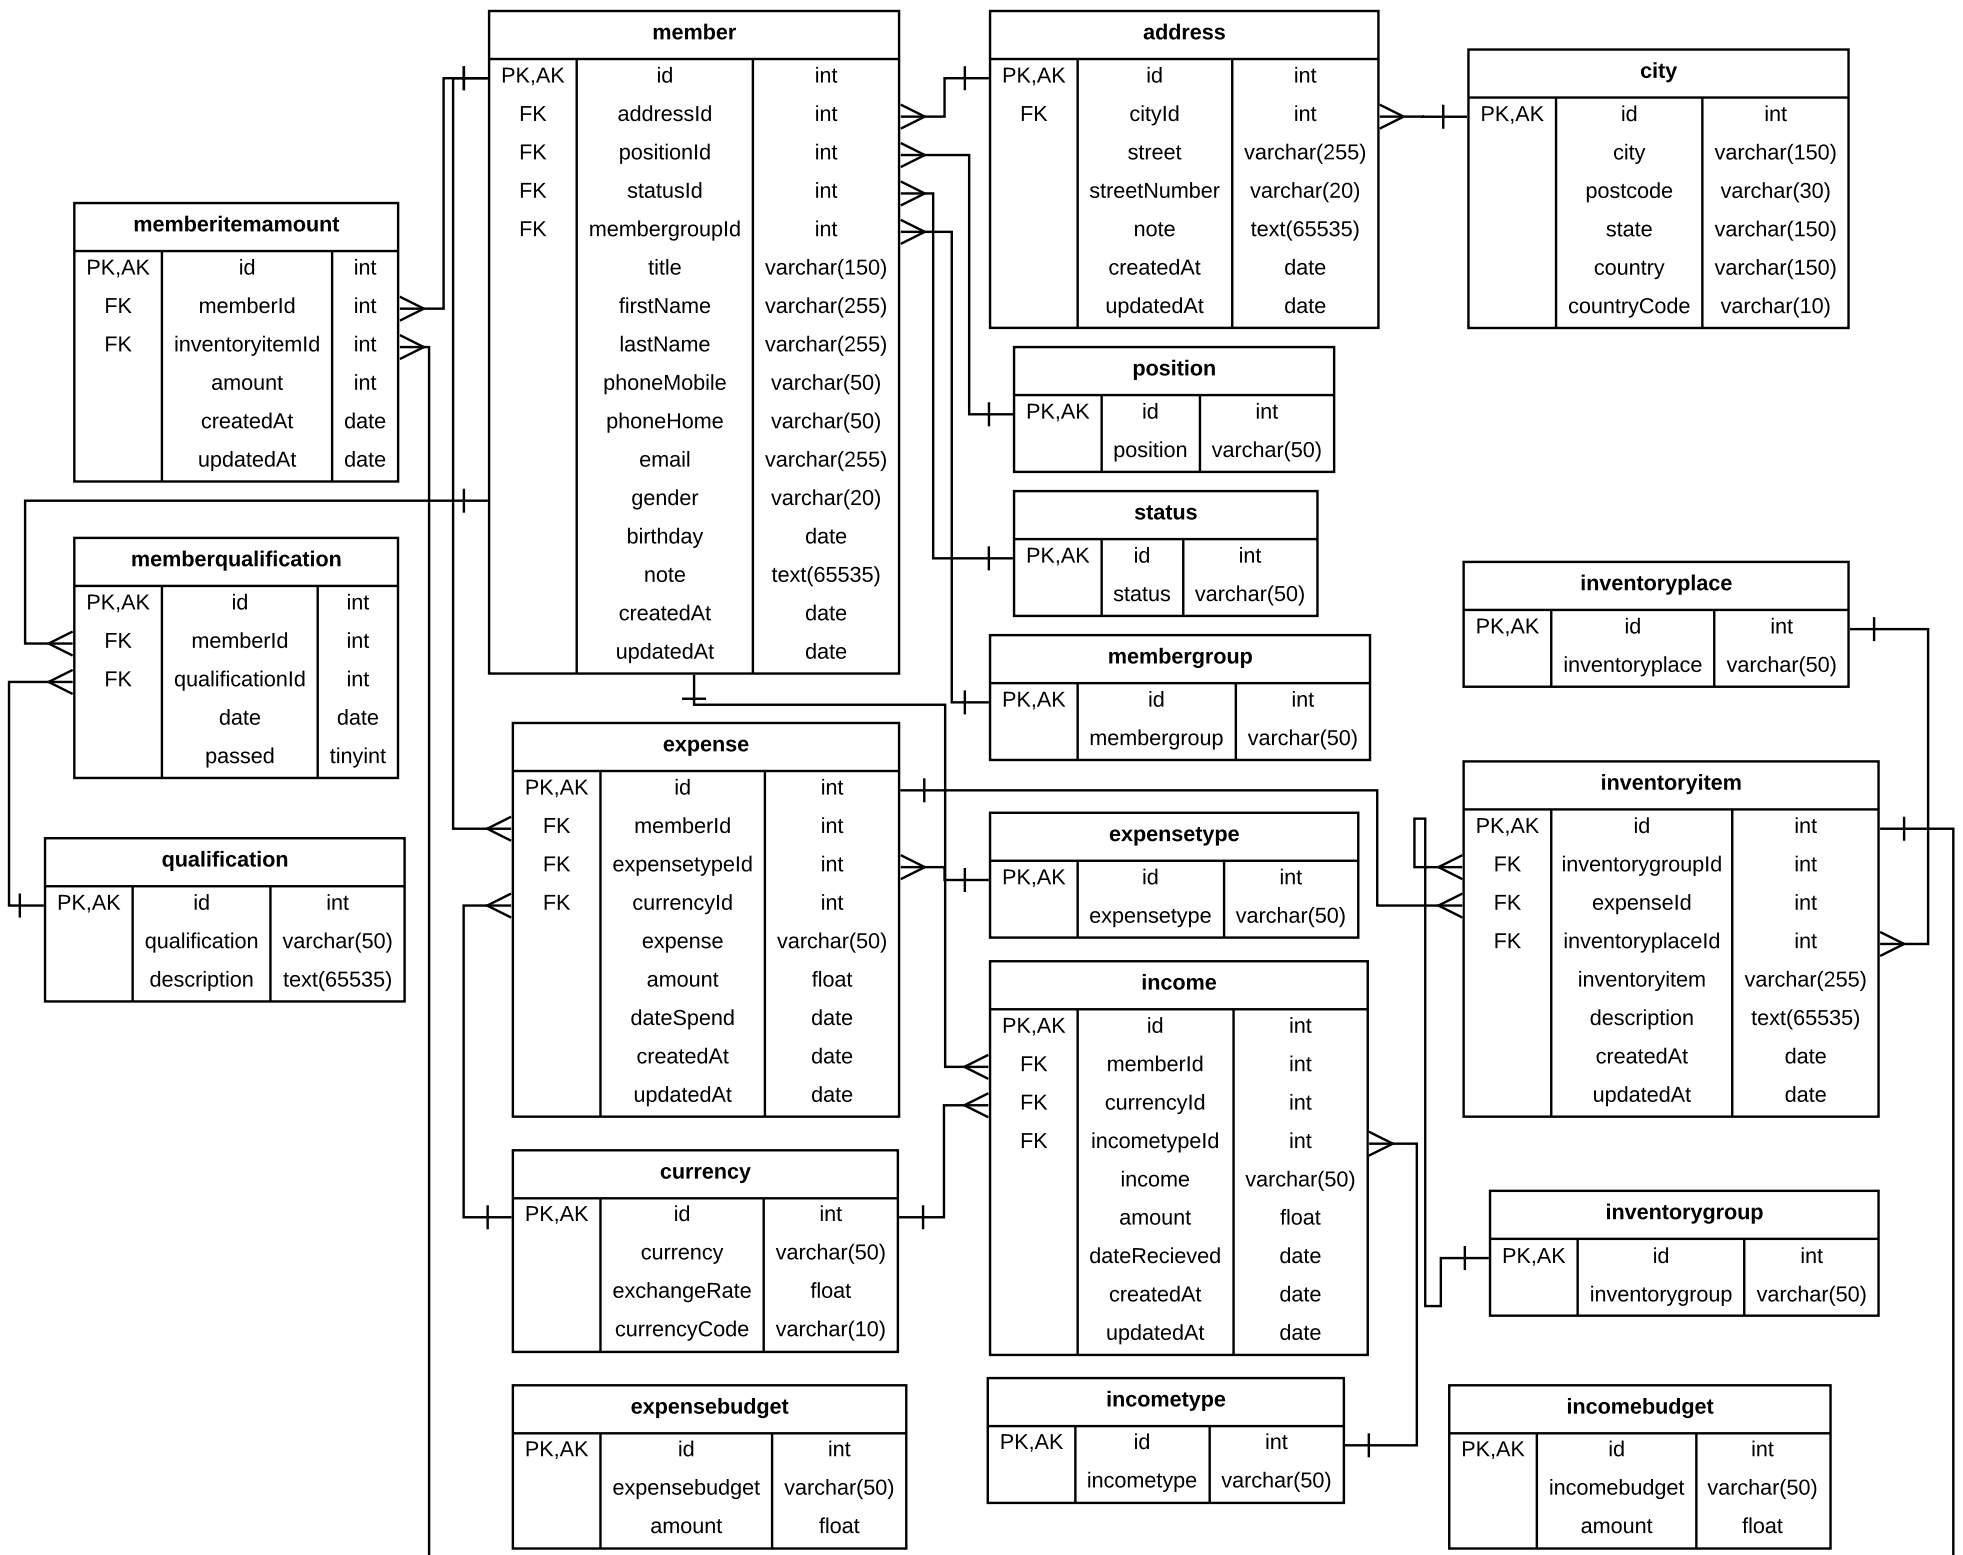 member
PK,AK id int
FK addressId int
FK positionId int
FK statusId int
FK membergroupId int
title varchar(150)
firstName varchar(255)
lastName varchar(255)
phoneMobile varchar(50)
phoneHome varchar(50)
email varchar(255)
gender varchar(20)
birthday date
note text(65535)
createdAt date
updatedAt date
address
PK,AK id int
FK cityId int
street varchar(255)
streetNumber varchar(20)
note text(65535)
createdAt date
updatedAt date
city
PK,AK id int
city varchar(150)
postcode varchar(30)
state varchar(150)
country varchar(150)
countryCode varchar(10)
memberitemamount
PK,AK id int
FK memberId int
FK inventoryitemId int
amount int
createdAt date
updatedAt date
position
PK,AK id int
position varchar(50)
status
PK,AK id int
status varchar(50)
memberqualification
PK,AK id int
FK memberId int
FK qualificationId int
date date
passed tinyint
inventoryplace
PK,AK id int
inventoryplace varchar(50)
membergroup
PK,AK id int
membergroup varchar(50)
expense
PK,AK id int
FK memberId int
FK expensetypeId int
FK currencyId int
expense varchar(50)
amount float
dateSpend date
createdAt date
updatedAt date
inventoryitem
PK,AK id int
FK inventorygroupId int
FK expenseId int
FK inventoryplaceId int
inventoryitem varchar(255)
description text(65535)
createdAt date
updatedAt date
expensetype
PK,AK id int
expensetype varchar(50)
qualification
PK,AK id int
qualification varchar(50)
description text(65535)
income
PK,AK id int
FK memberId int
FK currencyId int
FK incometypeId int
income varchar(50)
amount float
dateRecieved date
createdAt date
updatedAt date
currency
PK,AK id int
currency varchar(50)
exchangeRate float
currencyCode varchar(10)
inventorygroup
PK,AK id int
inventorygroup varchar(50)
expensebudget
PK,AK id int
expensebudget varchar(50)
amount float
incometype
PK,AK id int
incometype varchar(50)
incomebudget
PK,AK id int
incomebudget varchar(50)
amount float